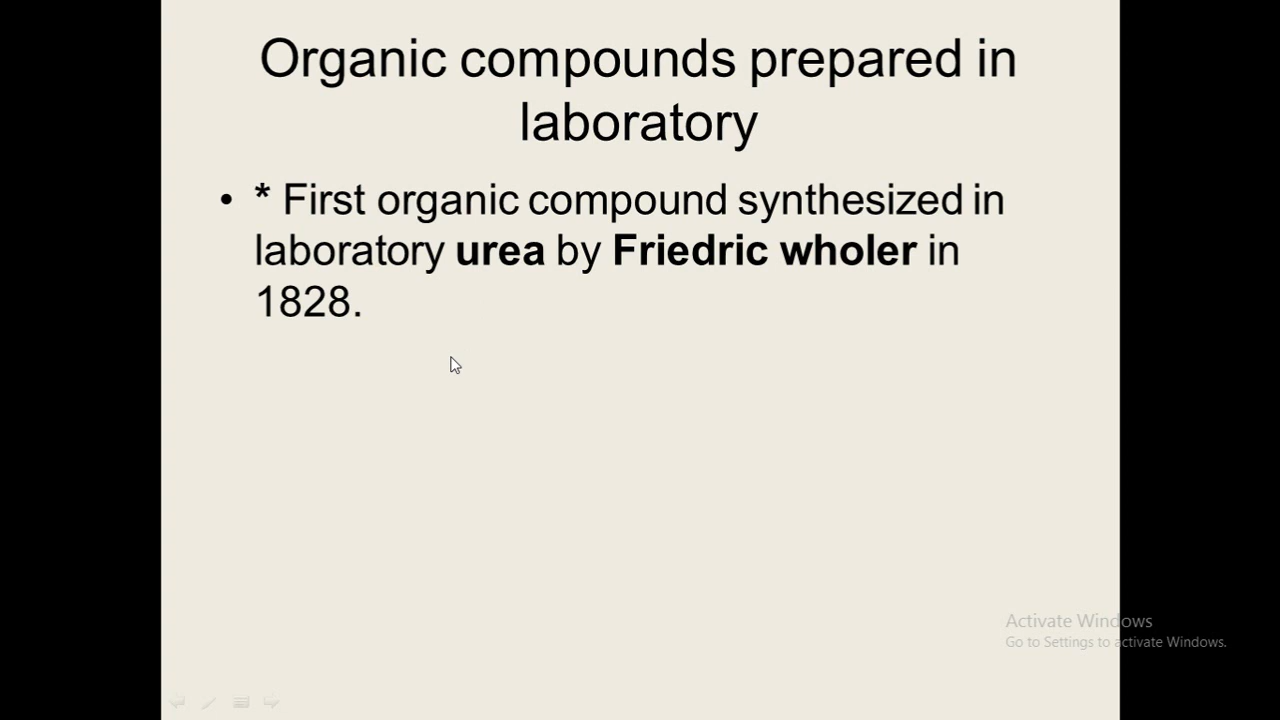 Organic compounds prepared in
laboratory
• * First organic compound synthesized in
laboratory urea by Friedric wholer in
1828.
Activate Windows
Go to Settings to activate Windows.